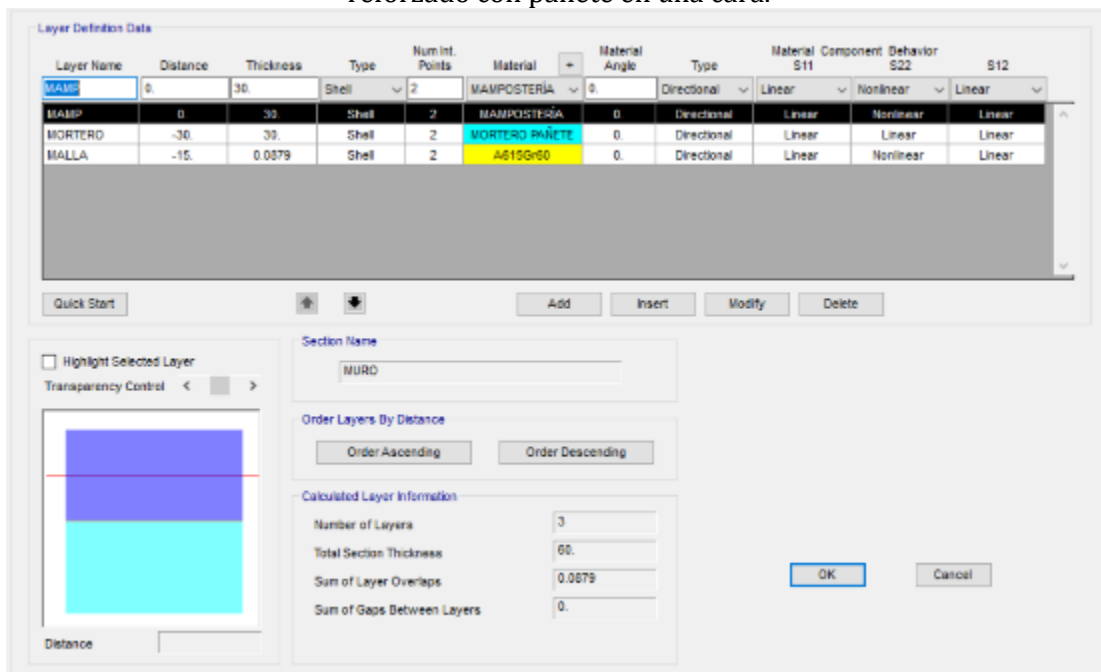 reforzado con pañete en una cara.
Layer Definition Data
Layer Name Distance Thickness Type Num Int. Points Material + Material Angle Type Material Component Behavior S11 S22 S12
MAMP 0. 30. Shell 2 MAMPOSTERÍA 0. Directional Linear Nonlinear Linear
MAMP 0. 30. Shell 2 MAMPOSTERÍA 0. Directional Linear Nonlinear Linear
MORTERO -30. 30. Shell 2 MORTERO PAÑETE 0. Directional Linear Linear Linear
MALLA -15. 0.0879 Shell 2 A615Gr60 0. Directional Linear Nonlinear Linear
Quick Start Add Insert Modify Delete
Highlight Selected Layer
Transparency Control < >
Distance
Section Name
MURO
Order Layers By Distance
Order Ascending Order Descending
Calculated Layer Information
Number of Layers 3
Total Section Thickness 60.
Sum of Layer Overlaps 0.0879
Sum of Gaps Between Layers 0.
OK Cancel